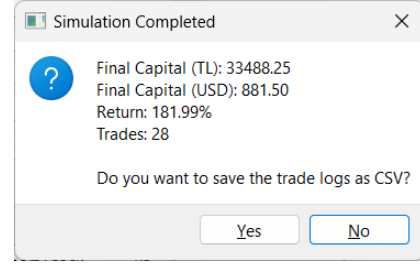 Simulation Completed
Final Capital (TL): 33488.25
Final Capital (USD): 881.50
Return: 181.99%
Trades: 28
Do you want to save the trade logs as CSV?
Yes
No